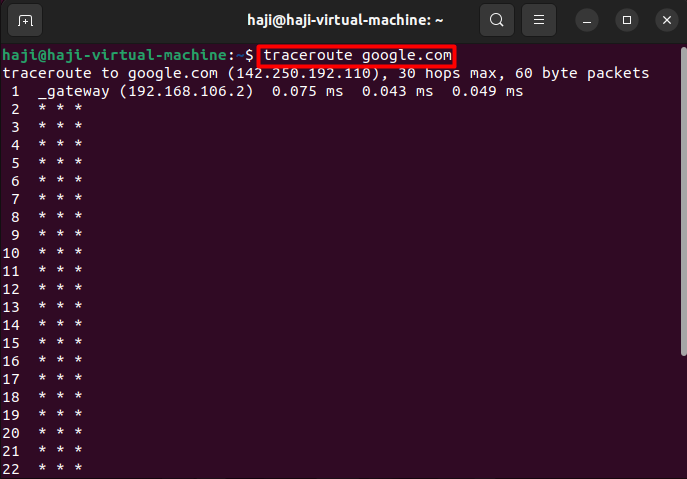 haji@haji-virtual-machine: ~
haji@haji-virtual-machine:~$ traceroute google.com
traceroute to google.com (142.250.192.110), 30 hops max, 60 byte packets
 1  _gateway (192.168.106.2)  0.075 ms  0.043 ms  0.049 ms
 2  * * *
 3  * * *
 4  * * *
 5  * * *
 6  * * *
 7  * * *
 8  * * *
 9  * * *
10  * * *
11  * * *
12  * * *
13  * * *
14  * * *
15  * * *
16  * * *
17  * * *
18  * * *
19  * * *
20  * * *
21  * * *
22  * * *